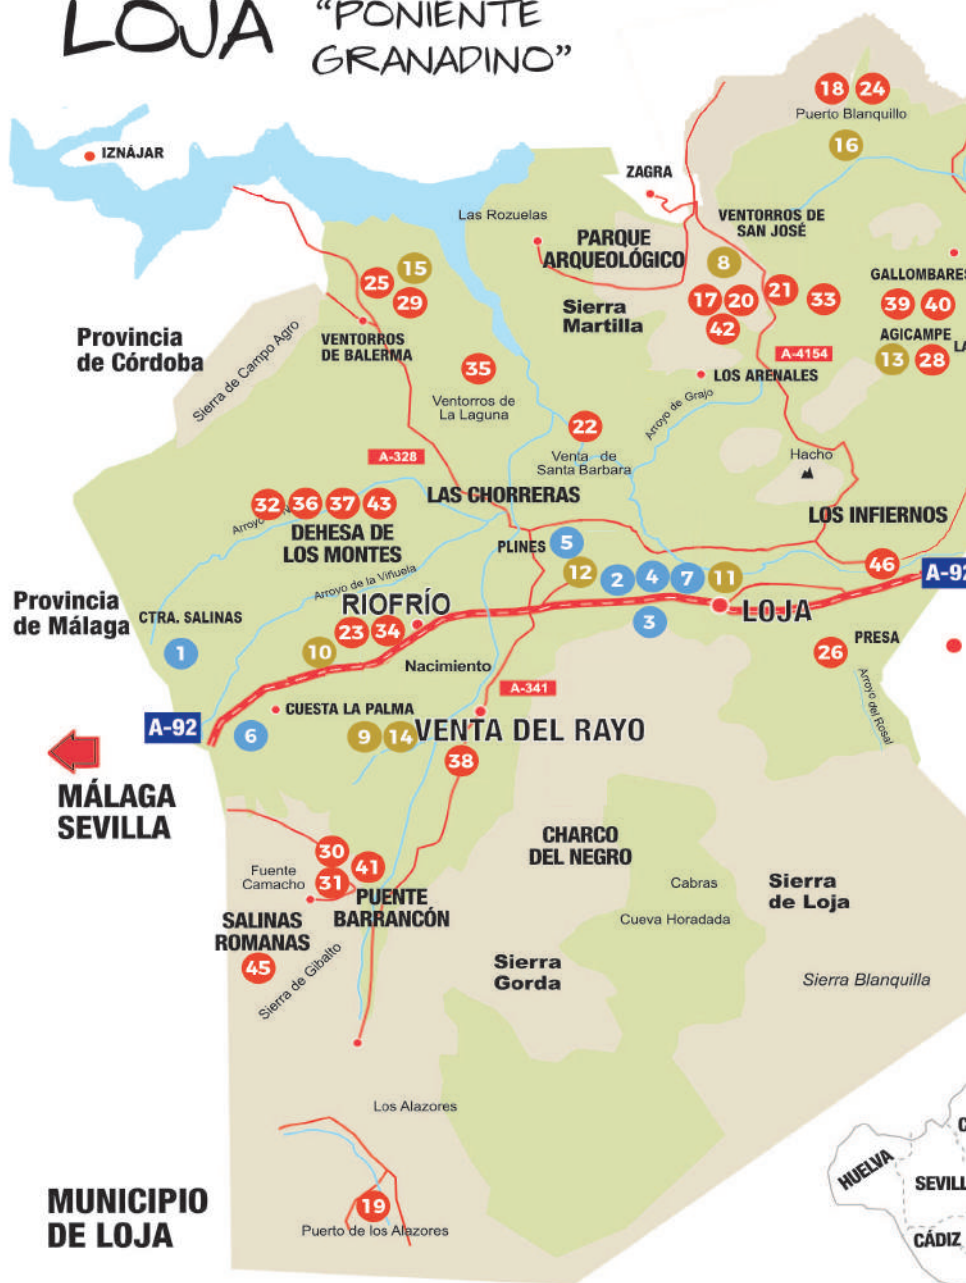 LOJA "PONIENTE
GRANADINO"
18 24
Puerto Blanquillo
16
IZNÁJAR
ZAGRA
Las Rozuelas
VENTORROS DE
SAN JOSÉ
PARQUE
ARQUEOLÓGICO
8
15
25
29
GALLOMBARES
17 20 21 33 39 40
42
Sierra
Martilla
AGICAMPE
13 28
LA
Provincia
de Córdoba
Sierra de Campo Agro
VENTORROS
DE BALERMA
A-4154
LOS ARENALES
35
Ventorros de
La Laguna
Arroyo de Grajo
22
Venta de
Santa Barbara
Hacho
A-328
LAS CHORRERAS
32 36 37 43
Arroyo
DEHESA DE
LOS MONTES
LOS INFIERNOS
PLINES 5
46
12 2 4 7 11
A-92
Arroyo de la Viñuela
Provincia
de Málaga
CTRA. SALINAS
1
RIOFRÍO
23 34
10
LOJA
3
PRESA
26
Arroyo del Rosal
Nacimiento
A-341
CUESTA LA PALMA
A-92
6
9 14
VENTA DEL RAYO
38
MÁLAGA
SEVILLA
CHARCO
DEL NEGRO
30
41
31
Fuente
Camacho
PUENTE
BARRANCÓN
Cabras
Cueva Horadada
Sierra
de Loja
SALINAS
ROMANAS
45
Sierra de Gibalto
Sierra
Gorda
Sierra Blanquilla
Los Alazores
19
Puerto de los Alazores
MUNICIPIO
DE LOJA
HUELVA
C
SEVILL
CÁDIZ